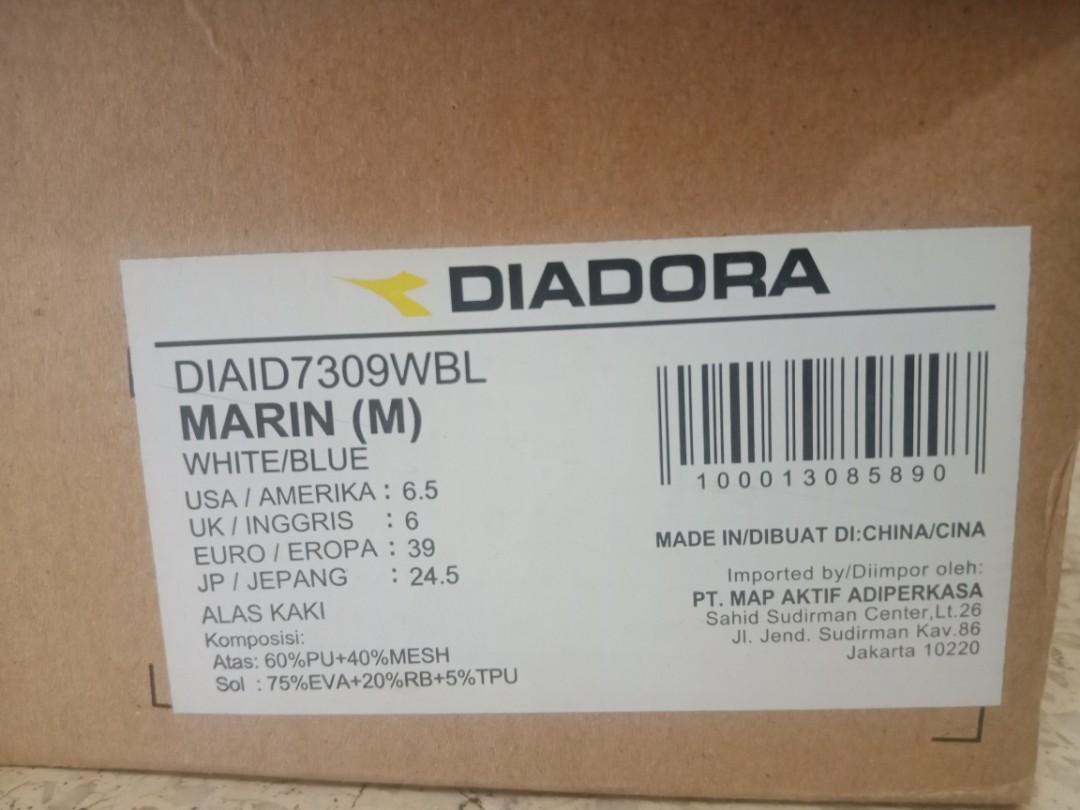 DIADORA
DIAID7309WBL
MARIN (M)
WHITE/BLUE
USA / AMERIKA : 6.5
UK / INGGRIS : 6
EURO / EROPA : 39
JP / JEPANG : 24.5
ALAS KAKI
Komposisi:
Atas: 60%PU+40%MESH
Sol : 75%EVA+20%RB+5%TPU
100013085890
MADE IN/DIBUAT DI:CHINA/CINA
Imported by/Diimpor oleh:
PT. MAP AKTIF ADIPERKASA
Sahid Sudirman Center,Lt.26
Jl. Jend. Sudirman Kav.86
Jakarta 10220